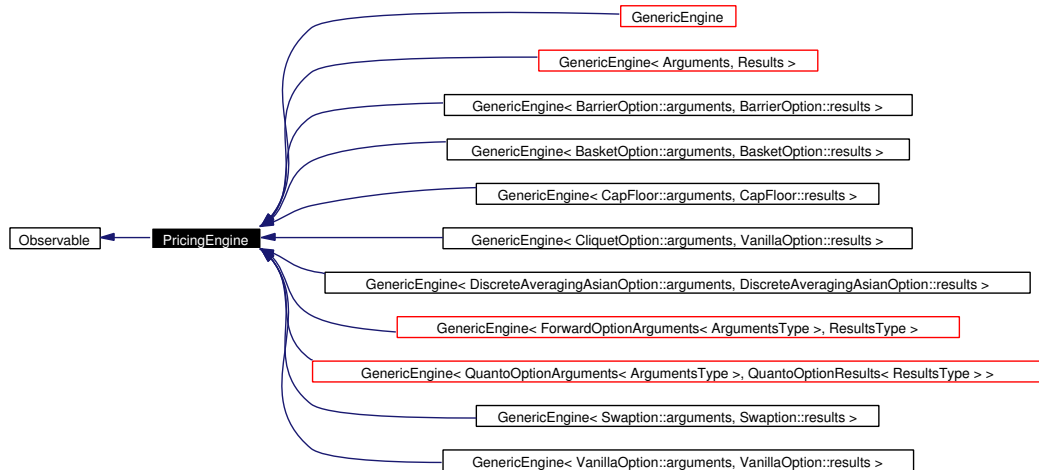 GenericEngine
GenericEngine< Arguments, Results >
GenericEngine< BarrierOption::arguments, BarrierOption::results >
GenericEngine< BasketOption::arguments, BasketOption::results >
GenericEngine< CapFloor::arguments, CapFloor::results >
Observable
PricingEngine
GenericEngine< CliquetOption::arguments, VanillaOption::results >
GenericEngine< DiscreteAveragingAsianOption::arguments, DiscreteAveragingAsianOption::results >
GenericEngine< ForwardOptionArguments< ArgumentsType >, ResultsType >
GenericEngine< QuantoOptionArguments< ArgumentsType >, QuantoOptionResults< ResultsType > >
GenericEngine< Swaption::arguments, Swaption::results >
GenericEngine< VanillaOption::arguments, VanillaOption::results >